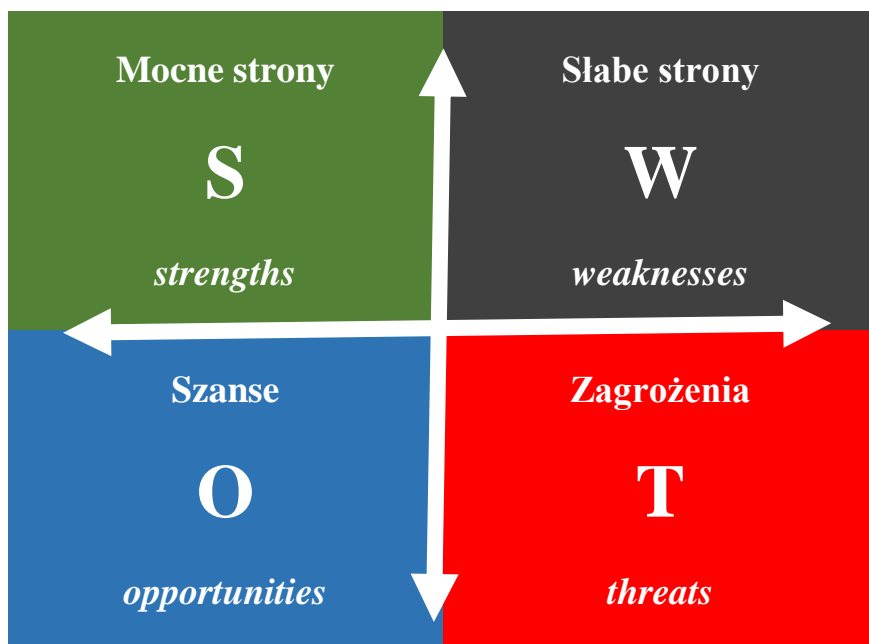 Mocne strony
S
strengths
Słabe strony
W
weaknesses
Szanse
O
opportunities
Zagrożenia
T
threats